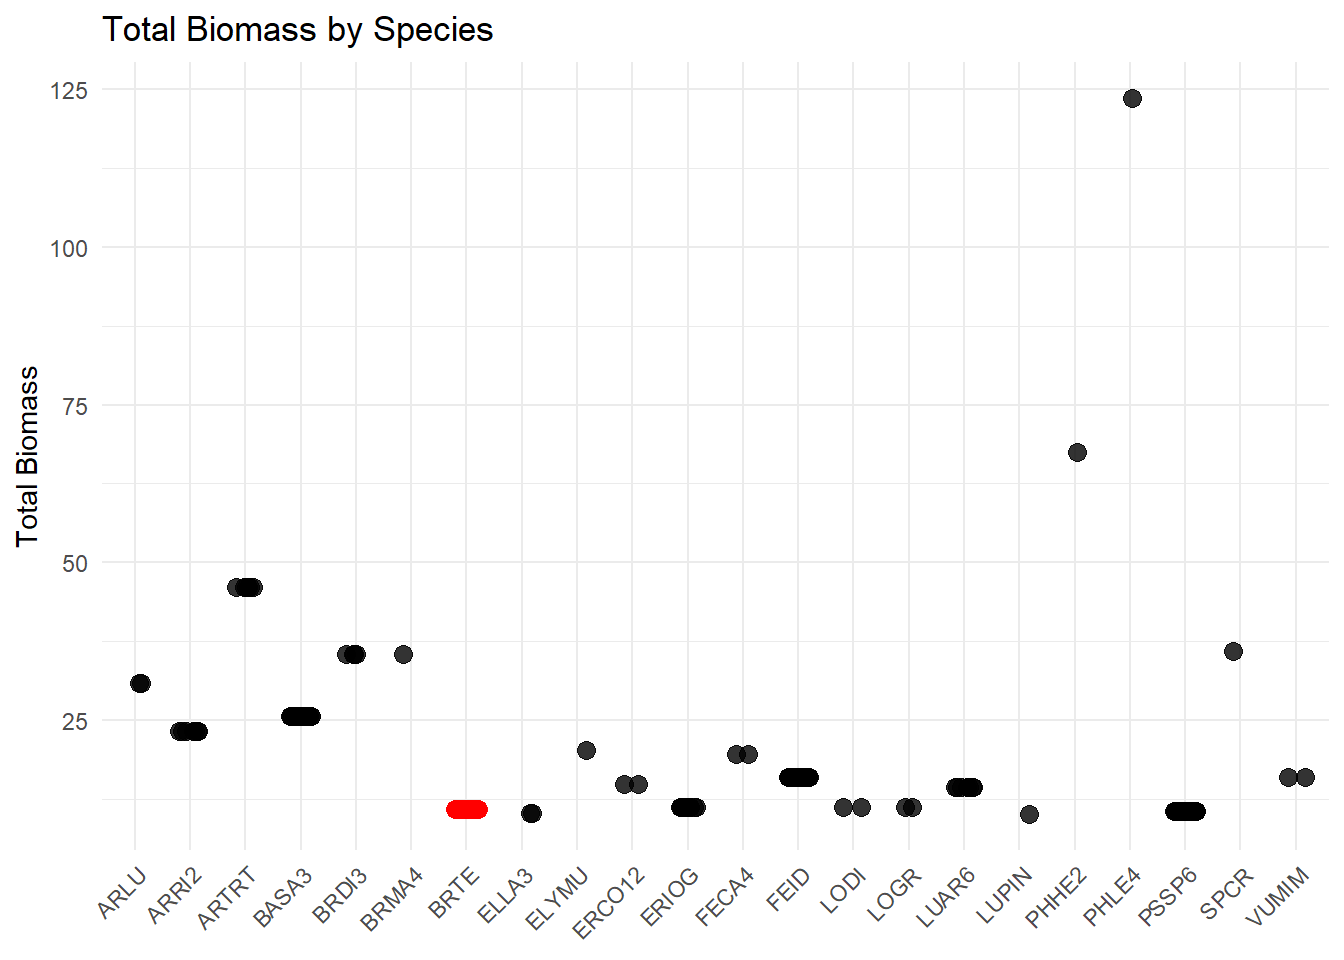 Total Biomass by Species
Total Biomass
125
100
75
50
25
ARLU
ARRI2
ARTRT
BASA3
BRDI3
BRMA4
BRTE
ELLA3
ELYMU
ERCO12
ERIOG
FECA4
FEID
LODI
LOGR
LUAR6
LUPIN
PHHE2
PHLE4
PSSP6
SPCR
VUMIM